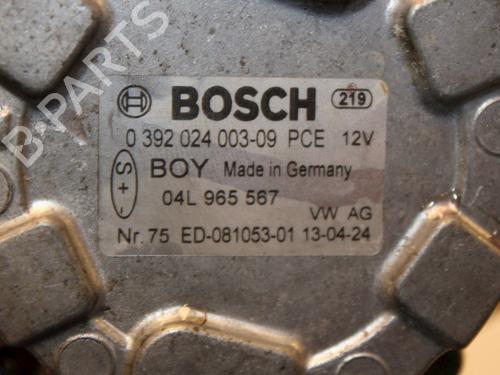 B-PARTS
BOSCH 219
0 392 024 003-09 PCE 12V
S + - BOY Made in Germany
04L 965 567
VW AG
Nr. 75 ED-081053-01 13-04-24